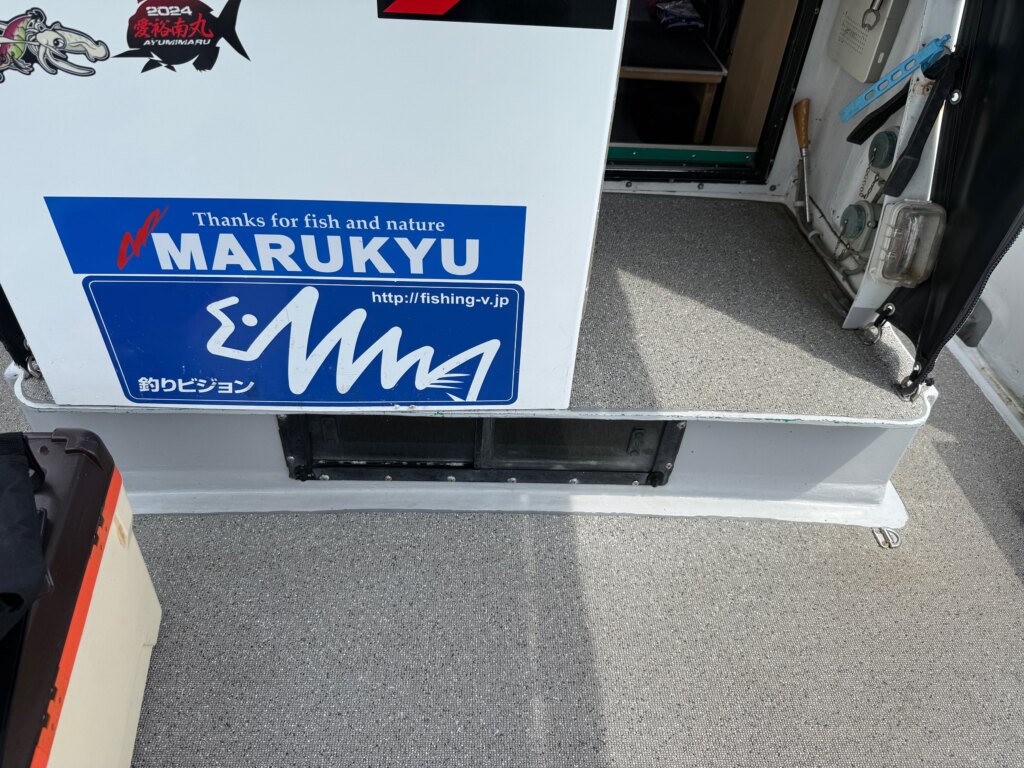 2024
愛裕南丸
AYUMIMARU
Thanks for fish and nature
MARUKYU
http://fishing-v.jp
釣りビジョン